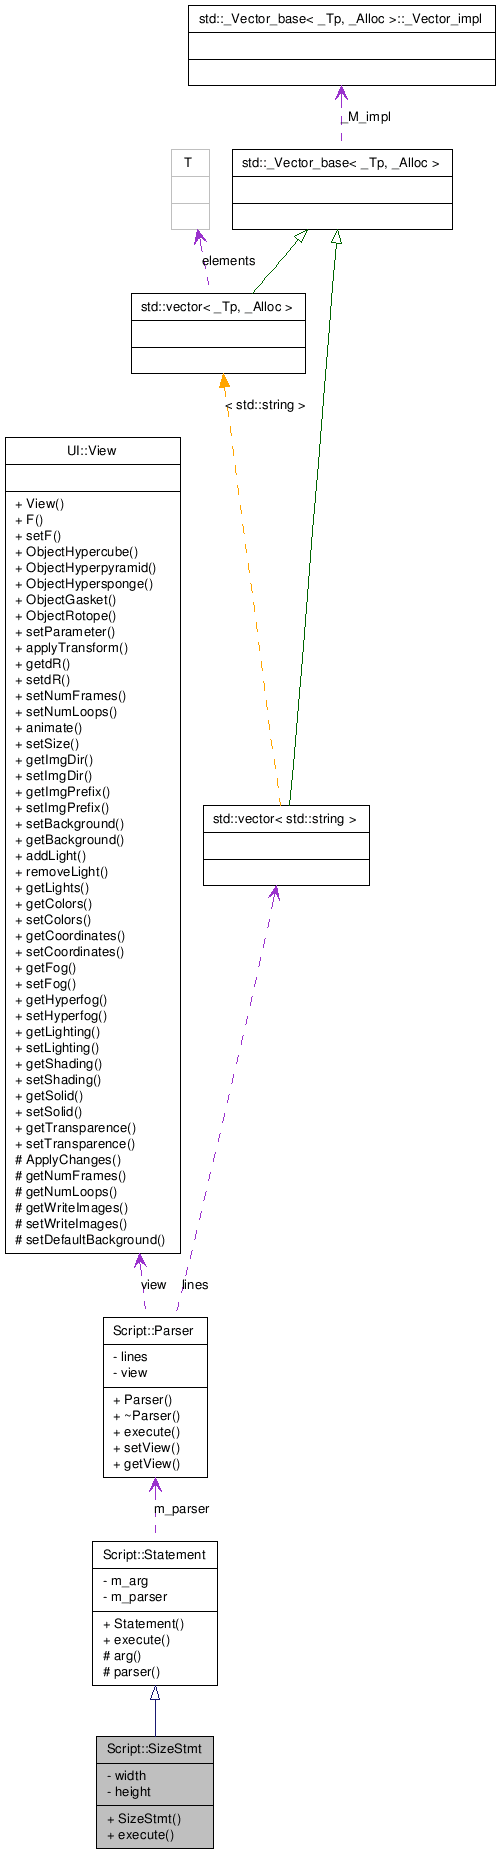 std::_Vector_base< _Tp, _Alloc >::_Vector_impl
_M_impl
T
std::_Vector_base< _Tp, _Alloc >
elements
std::vector< _Tp, _Alloc >
< std::string >
UI::View
+ View()
+ F()
+ setF()
+ ObjectHypercube()
+ ObjectHyperpyramid()
+ ObjectHypersponge()
+ ObjectGasket()
+ ObjectRotope()
+ setParameter()
+ applyTransform()
+ getdR()
+ setdR()
+ setNumFrames()
+ setNumLoops()
+ animate()
+ setSize()
+ getImgDir()
+ setImgDir()
+ getImgPrefix()
+ setImgPrefix()
+ setBackground()
+ getBackground()
+ addLight()
+ removeLight()
+ getLights()
+ getColors()
+ setColors()
+ getCoordinates()
+ setCoordinates()
+ getFog()
+ setFog()
+ getHyperfog()
+ setHyperfog()
+ getLighting()
+ setLighting()
+ getShading()
+ setShading()
+ getSolid()
+ setSolid()
+ getTransparence()
+ setTransparence()
# ApplyChanges()
# getNumFrames()
# getNumLoops()
# getWriteImages()
# setWriteImages()
# setDefaultBackground()
std::vector< std::string >
view
lines
Script::Parser
- lines
- view
+ Parser()
+ ~Parser()
+ execute()
+ setView()
+ getView()
m_parser
Script::Statement
- m_arg
- m_parser
+ Statement()
+ execute()
# arg()
# parser()
Script::SizeStmt
- width
- height
+ SizeStmt()
+ execute()